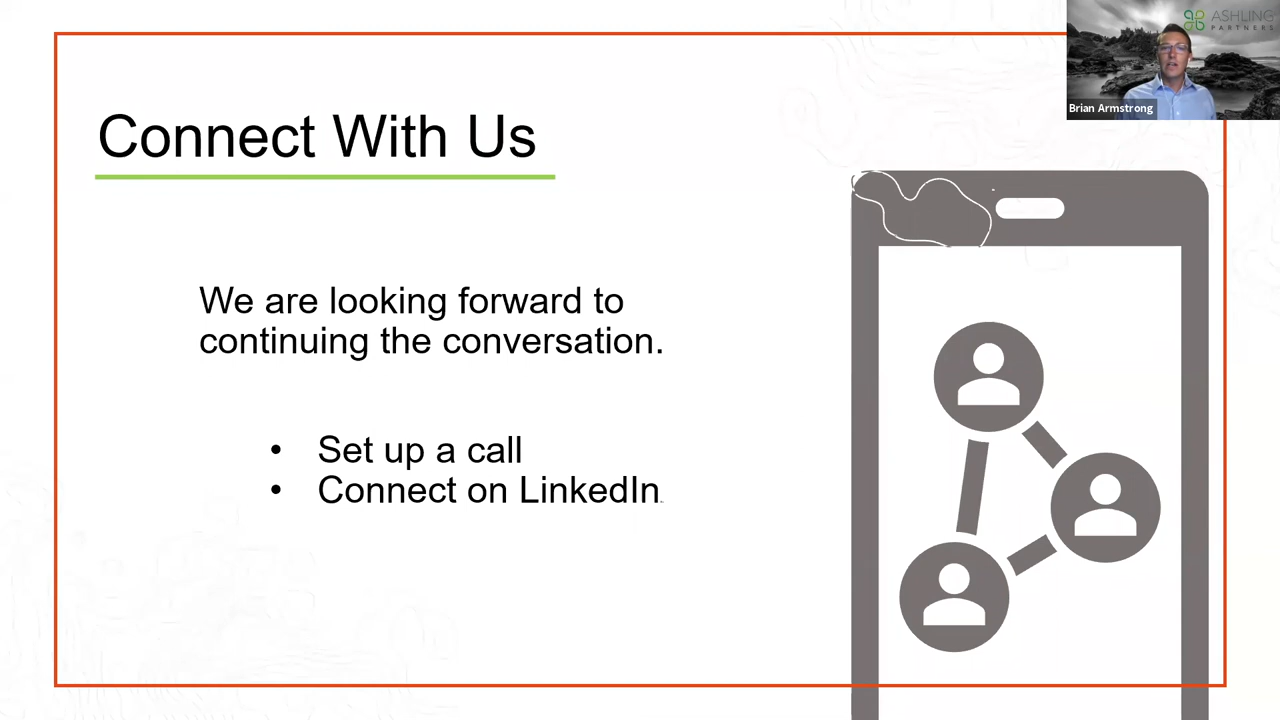 ASHLING
PARTNERS
Brian Armstrong
Connect With Us
We are looking forward to
continuing the conversation.
• Set up a call
• Connect on LinkedIn